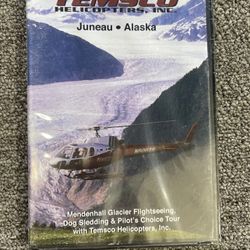 TEMSCO
HELICOPTERS, INC.
Juneau • Alaska
Mendenhall Glacier Flightseeing,
Dog Sledding & Pilot's Choice Tour
with Temsco Helicopters, Inc.